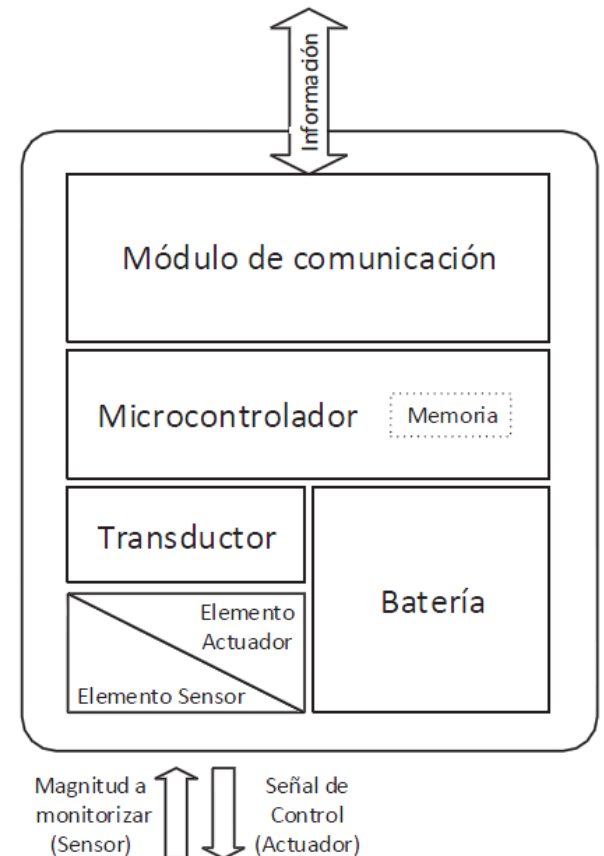 Información
Módulo de comunicación
Microcontrolador
Memoria
Transductor
Batería
Elemento
Actuador
Elemento Sensor
Magnitud a
monitorizar
(Sensor)
Señal de
Control
(Actuador)